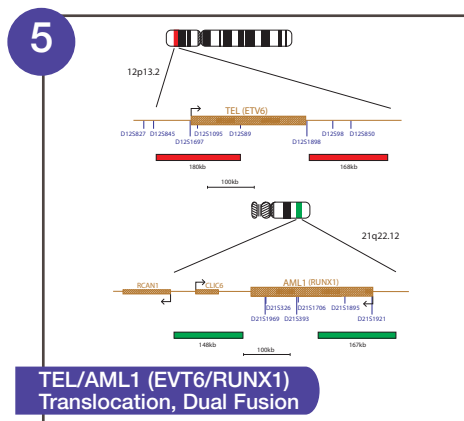 5
12p13.2
TEL (ETV6)
D12S827 D12S845 D12S1697 D12S1095 D12S89 D12S1898 D12S98 D12S850
180kb 168kb
100kb
21q22.12
RCAN1 CLIC6 AML1 (RUNX1)
D21S1969 D21S326 D21S393 D21S1706 D21S1895 D21S1921
148kb 167kb
100kb
TEL/AML1 (EVT6/RUNX1)
Translocation, Dual Fusion